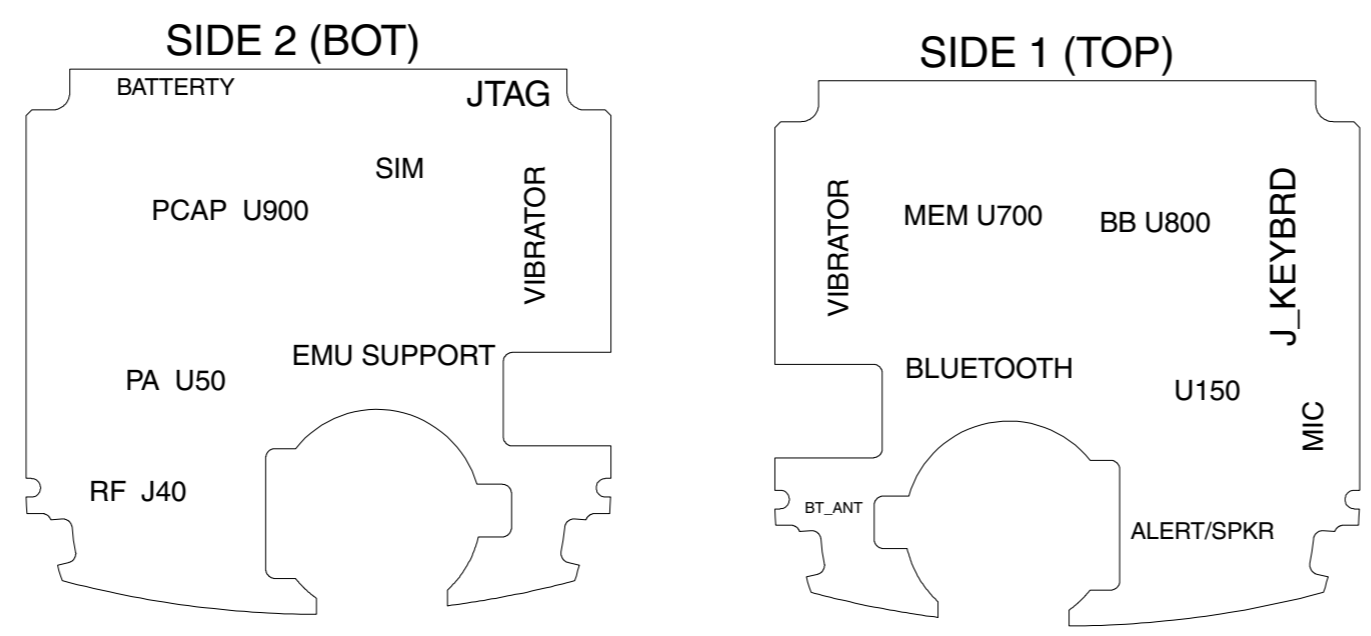 SIDE 2 (BOT)
BATTERTY
JTAG
SIM
PCAP U900
VIBRATOR
EMU SUPPORT
PA U50
RF J40
SIDE 1 (TOP)
VIBRATOR
MEM U700
BB U800
J_KEYBRD
BLUETOOTH
U150
MIC
BT_ANT
ALERT/SPKR